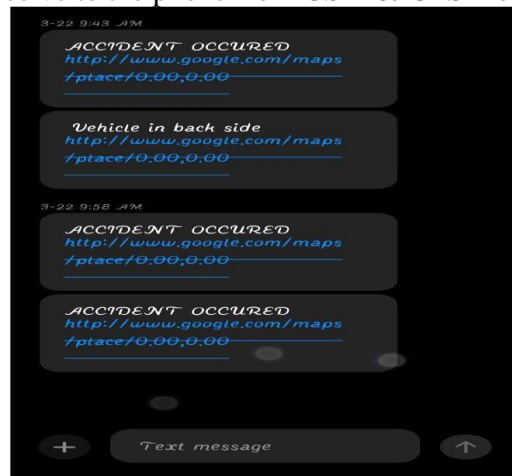 3-22 9:43 AM
ACCIDENT OCCURED
http://www.google.com/maps
/place/0.00,0.00
Vehicle in back side
http://www.google.com/maps
/place/0.00,0.00
3-22 9:58 AM
ACCIDENT OCCURED
http://www.google.com/maps
/place/0.00,0.00
ACCIDENT OCCURED
http://www.google.com/maps
/place/0.00,0.00
Text message